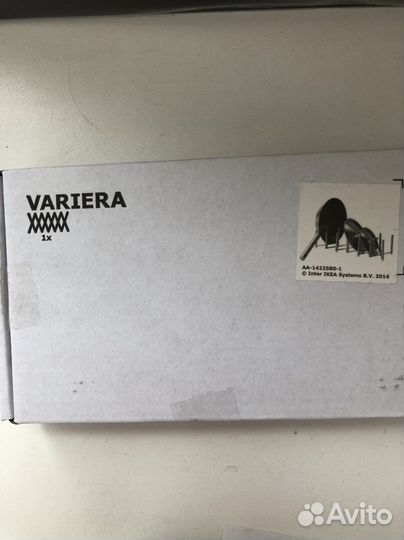 VARIERA
1x
AA-1422580-1
© Inter IKEA Systems B.V. 2014
Avito